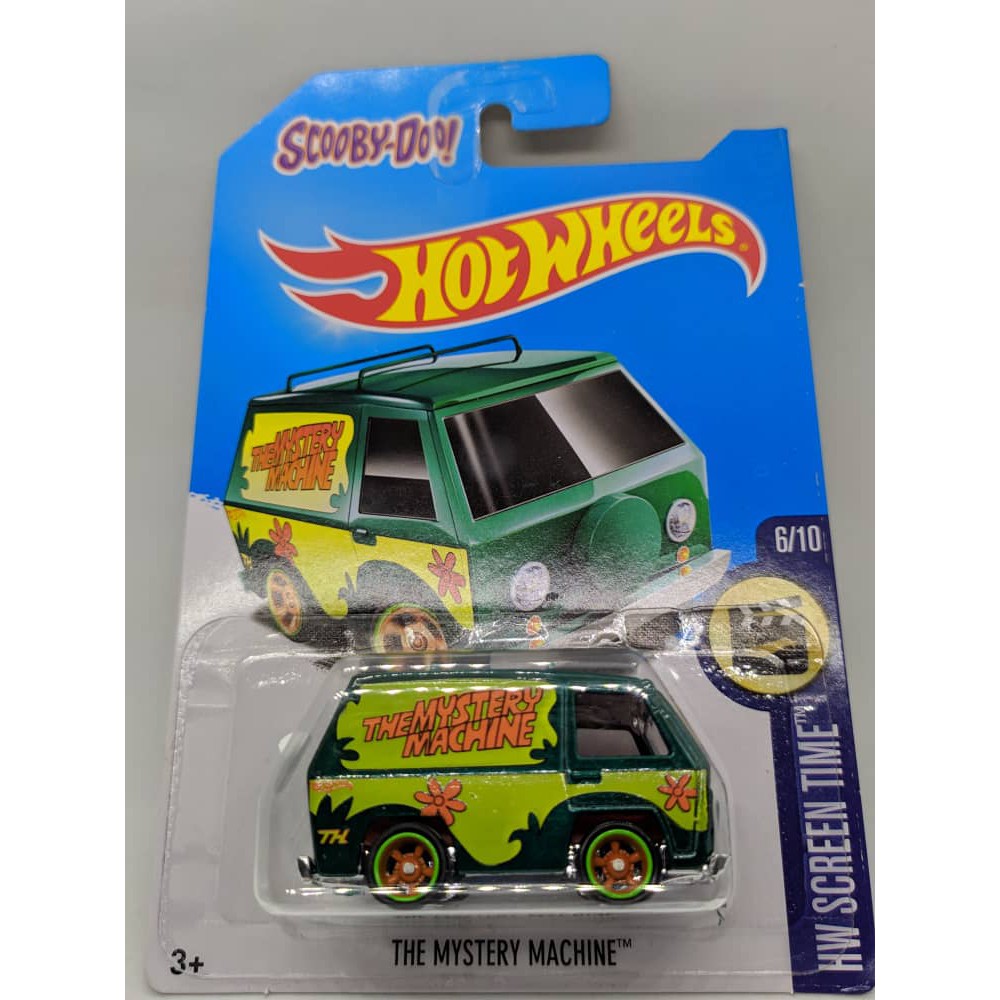 SCOOBY-DOO!
HOT WHEELS®
THE MYSTERY
MACHINE
6/10
HW SCREEN TIME™
THE MYSTERY
MACHINE
TH
THE MYSTERY MACHINE™
3+